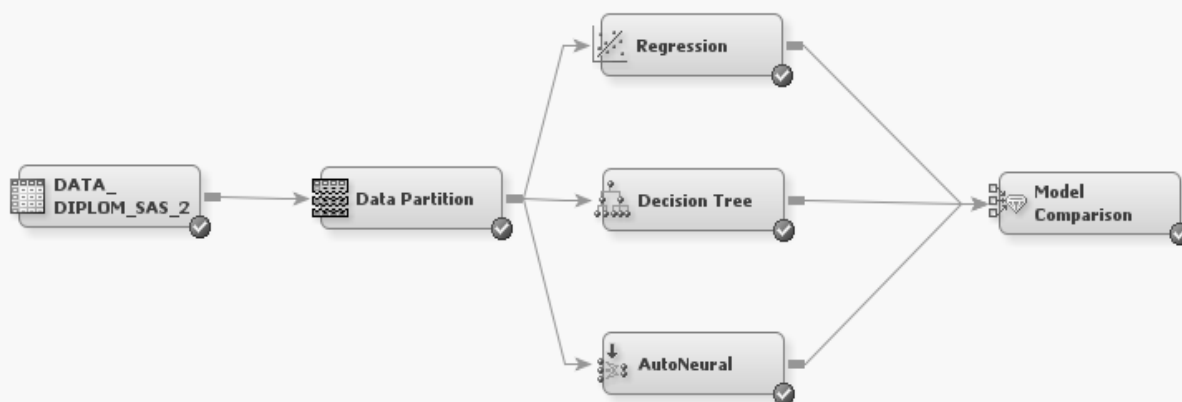 Regression
DATA_
DIPLOM_SAS_2
Data Partition
Decision Tree
Model
Comparison
AutoNeural